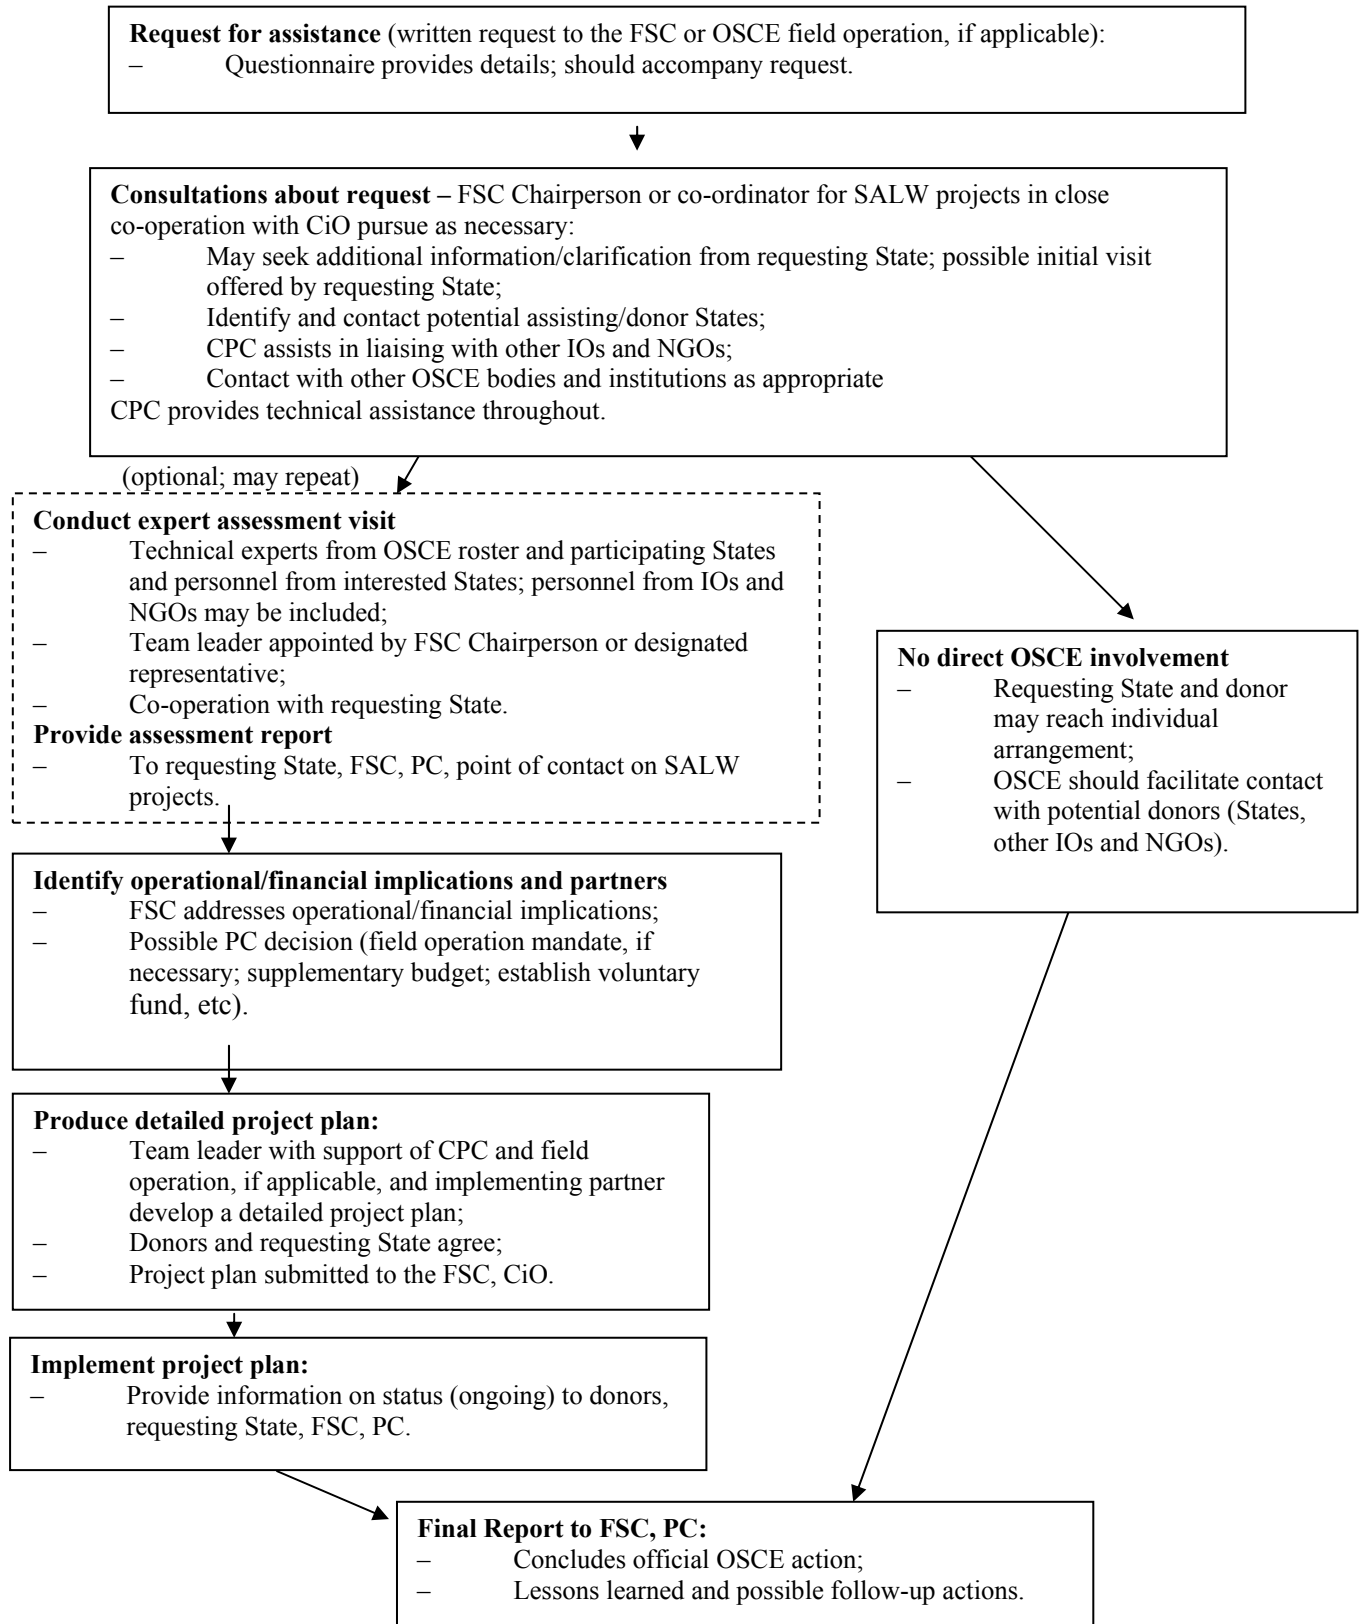 Request for assistance (written request to the FSC or OSCE field operation, if applicable):
– Questionnaire provides details; should accompany request.
Consultations about request – FSC Chairperson or co-ordinator for SALW projects in close
co-operation with CiO pursue as necessary:
– May seek additional information/clarification from requesting State; possible initial visit
offered by requesting State;
– Identify and contact potential assisting/donor States;
– CPC assists in liaising with other IOs and NGOs;
– Contact with other OSCE bodies and institutions as appropriate
CPC provides technical assistance throughout.
(optional; may repeat)
Conduct expert assessment visit
– Technical experts from OSCE roster and participating States
and personnel from interested States; personnel from IOs and
NGOs may be included;
– Team leader appointed by FSC Chairperson or designated
representative;
– Co-operation with requesting State.
Provide assessment report
– To requesting State, FSC, PC, point of contact on SALW
projects.
No direct OSCE involvement
– Requesting State and donor
may reach individual
arrangement;
– OSCE should facilitate contact
with potential donors (States,
other IOs and NGOs).
Identify operational/financial implications and partners
– FSC addresses operational/financial implications;
– Possible PC decision (field operation mandate, if
necessary; supplementary budget; establish voluntary
fund, etc).
Produce detailed project plan:
– Team leader with support of CPC and field
operation, if applicable, and implementing partner
develop a detailed project plan;
– Donors and requesting State agree;
– Project plan submitted to the FSC, CiO.
Implement project plan:
– Provide information on status (ongoing) to donors,
requesting State, FSC, PC.
Final Report to FSC, PC:
– Concludes official OSCE action;
– Lessons learned and possible follow-up actions.